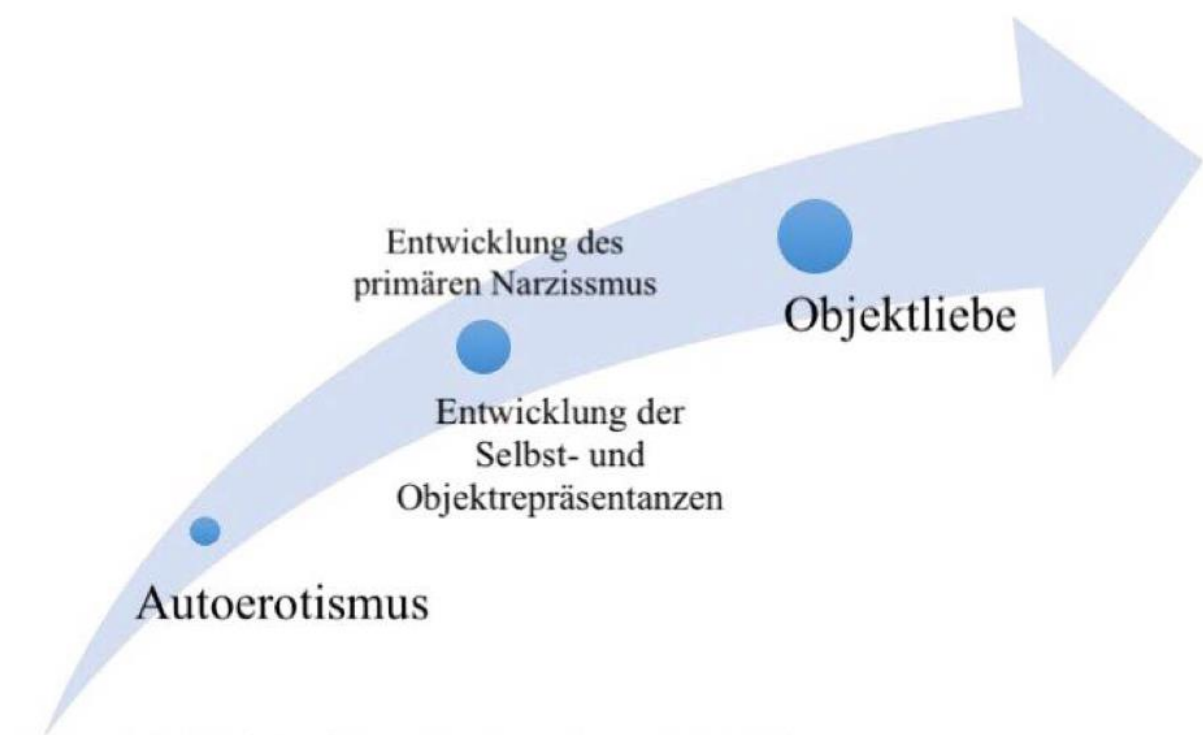 Entwicklung des
primären Narzissmus
Objektliebe
Entwicklung der
Selbst- und
Objektrepräsentanzen
Autoerotismus